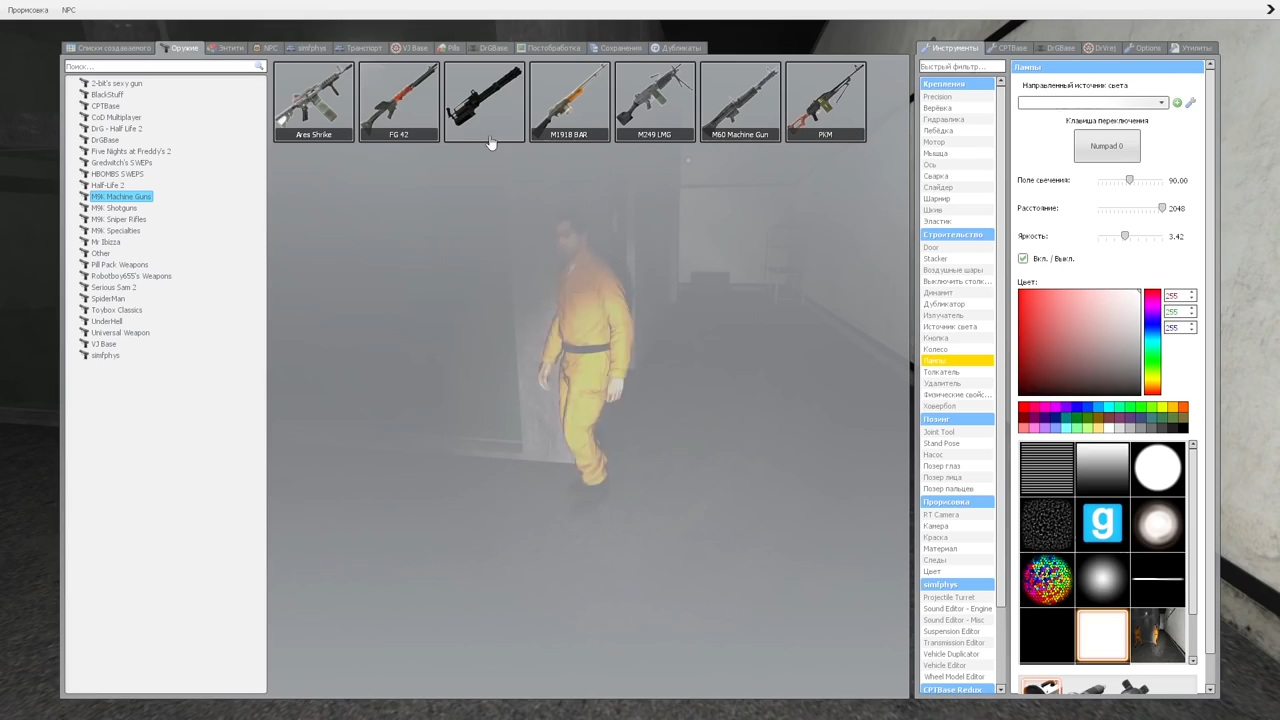 Прорисовка NPC
Списки создаваемого Оружие Энтити NPC simfphys Транспорт VJ Base Pills DrGBase Постобработка Сохранения Дубликаты
Поиск...
2-bit's sexy gun
BlackStuff
CPTBase
CoD Multiplayer
DrG - Half Life 2
DrGBase
Five Nights at Freddy's 2
Gredwitch's SWEPs
HBOMBS SWEPS
Half-Life 2
M9K Machine Guns
M9K Shotguns
M9K Sniper Rifles
M9K Specialties
Mr Ibizza
Other
Pill Pack Weapons
Robotboy655's Weapons
Serious Sam 2
SpiderMan
Toybox Classics
UnderHell
Universal Weapon
VJ Base
simfphys
Ares Shrike FG 42 M1918 BAR M249 LMG M60 Machine Gun PKM
Инструменты CPTBase DrGBase DrVrej Options Утилиты
Быстрый фильтр...
Крепления
Precision
Верёвка
Гидравлика
Лебёдка
Мотор
Мышца
Ось
Сварка
Слайдер
Шарнир
Шкив
Эластик
Строительство
Door
Stacker
Воздушные шары
Выключить столк...
Динамит
Дубликатор
Излучатель
Источник света
Кнопка
Колесо
Лампы
Толкатель
Удалитель
Физические свойс...
Ховербол
Позинг
Joint Tool
Stand Pose
Насос
Позер глаз
Позер лица
Позер пальцев
Прорисовка
RT Camera
Камера
Краска
Материал
Следы
Цвет
simfphys
Projectile Turret
Sound Editor - Engine
Sound Editor - Misc
Suspension Editor
Transmission Editor
Vehicle Duplicator
Vehicle Editor
Wheel Model Editor
CPTBase Redux
Лампы
Направленный источник света
Клавиша переключения
Numpad 0
Поле свечения: 90.00
Расстояние: 2048
Яркость: 3.42
Вкл. / Выкл.
Цвет:
255
255
255
g